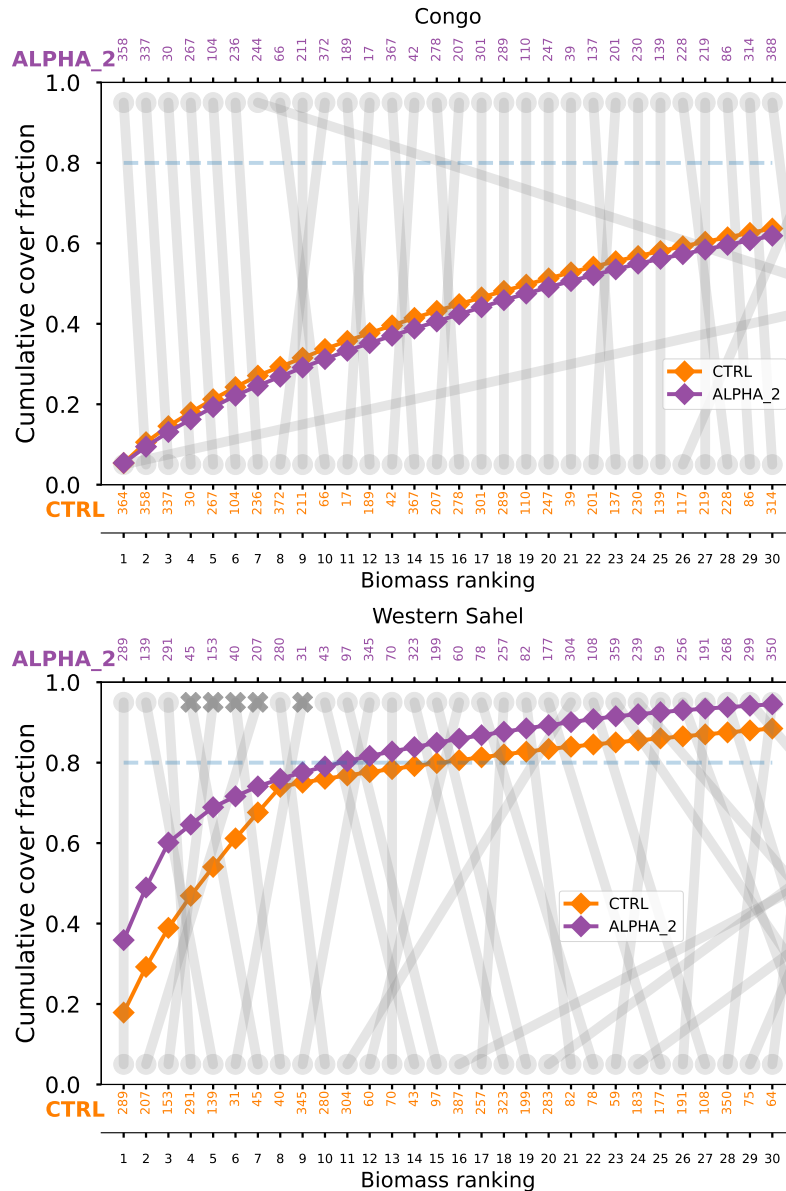 Congo
ALPHA_2 358 337 30 267 104 236 244 66 211 372 189 17 367 42 278 207 301 289 110 247 39 137 201 230 139 228 219 86 314 388
1.0
0.8
0.6
0.4
0.2
0.0
Cumulative cover fraction
CTRL
ALPHA_2
CTRL 364 358 337 30 267 104 236 372 211 66 17 189 42 367 207 278 301 289 110 247 39 201 137 230 139 117 219 228 86 314
1 2 3 4 5 6 7 8 9 10 11 12 13 14 15 16 17 18 19 20 21 22 23 24 25 26 27 28 29 30
Biomass ranking
Western Sahel
ALPHA_2 289 139 291 45 153 40 207 280 31 43 97 345 70 323 199 60 78 257 82 177 304 108 359 239 59 256 191 268 299 350
1.0
0.8
0.6
0.4
0.2
0.0
Cumulative cover fraction
CTRL
ALPHA_2
CTRL 289 207 153 291 139 31 45 40 345 280 304 60 70 43 97 387 257 323 199 283 82 78 59 183 177 191 108 350 75 64
1 2 3 4 5 6 7 8 9 10 11 12 13 14 15 16 17 18 19 20 21 22 23 24 25 26 27 28 29 30
Biomass ranking